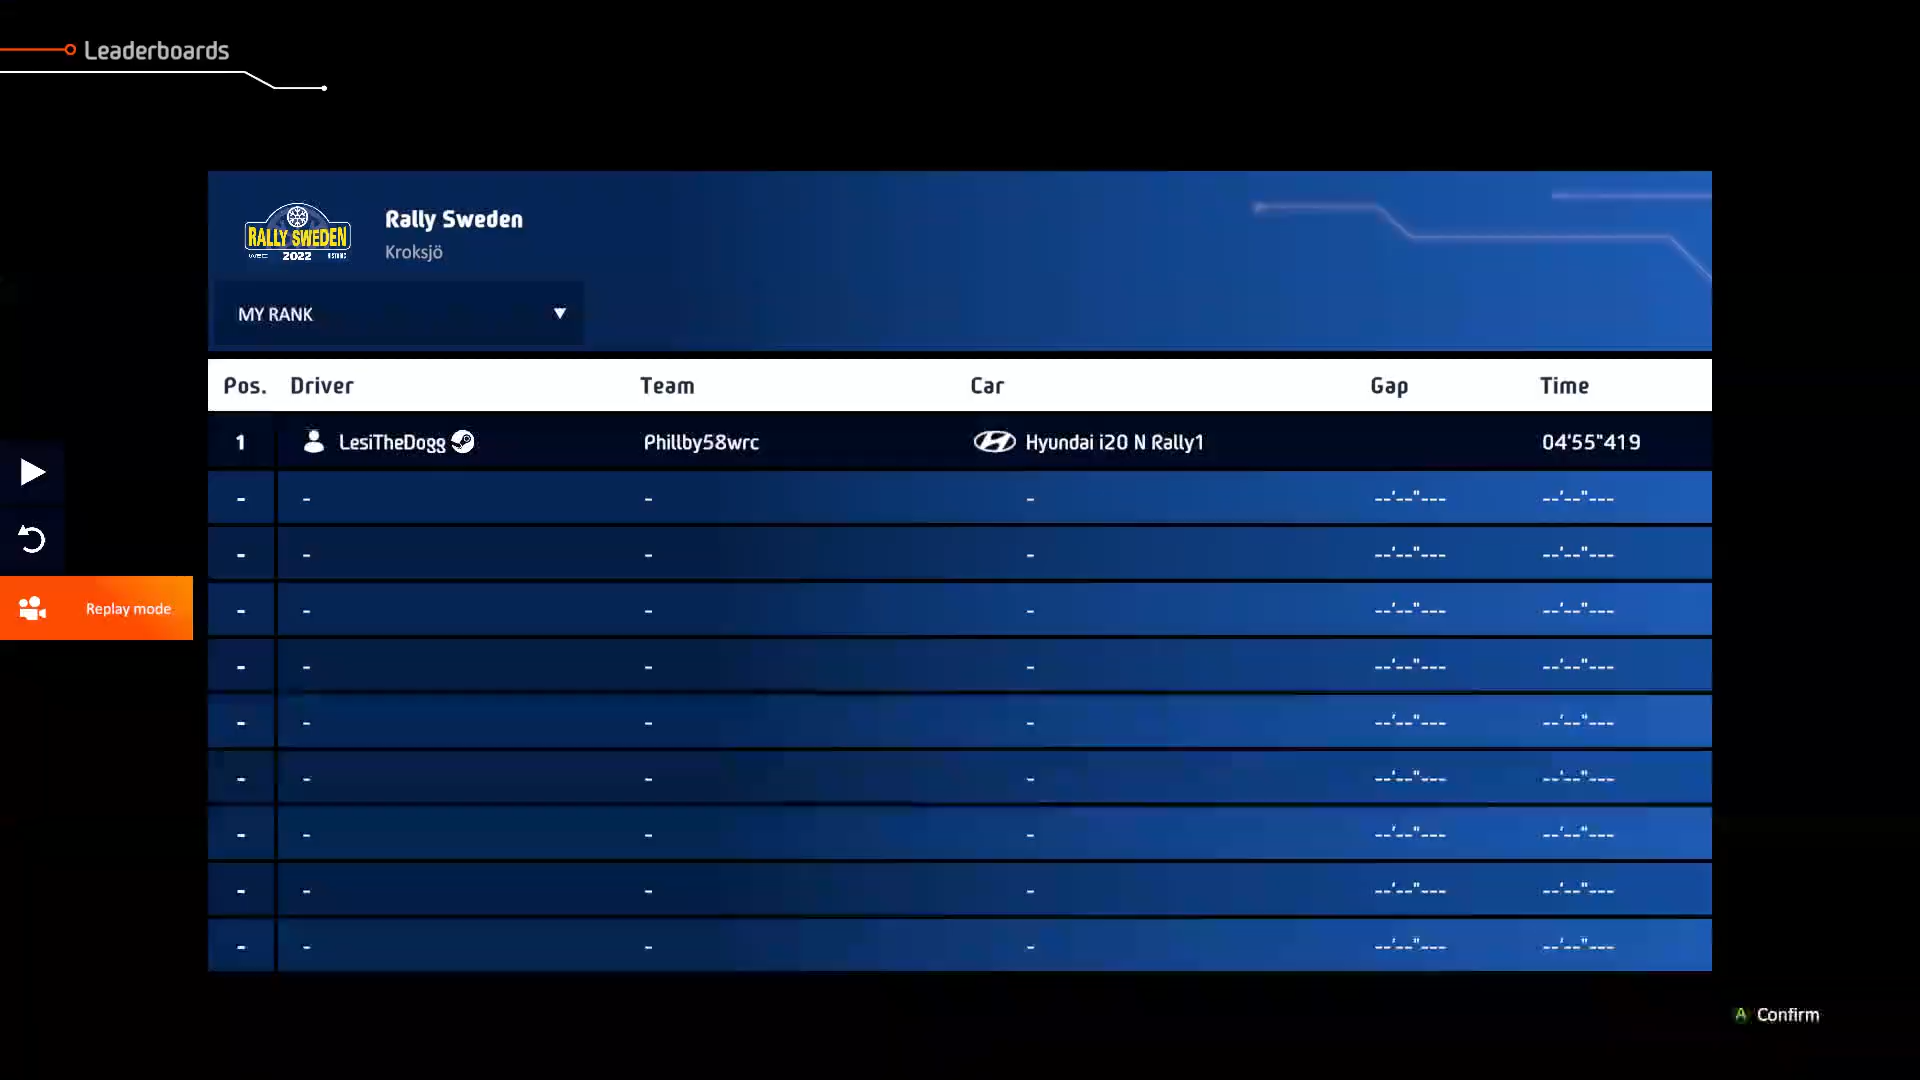 Leaderboards
RALLY SWEDEN
2022
Rally Sweden
Kroksjö
MY RANK
Pos. Driver Team Car Gap Time
1 LesiTheDogg Phillby58wrc Hyundai i20 N Rally1 04'55"419
- - - - --'--"--- --'--"---
- - - - --'--"--- --'--"---
- - - - --'--"--- --'--"---
Replay mode
- - - - --'--"--- --'--"---
- - - - --'--"--- --'--"---
- - - - --'--"--- --'--"---
- - - - --'--"--- --'--"---
- - - - --'--"--- --'--"---
- - - - --'--"--- --'--"---
A Confirm